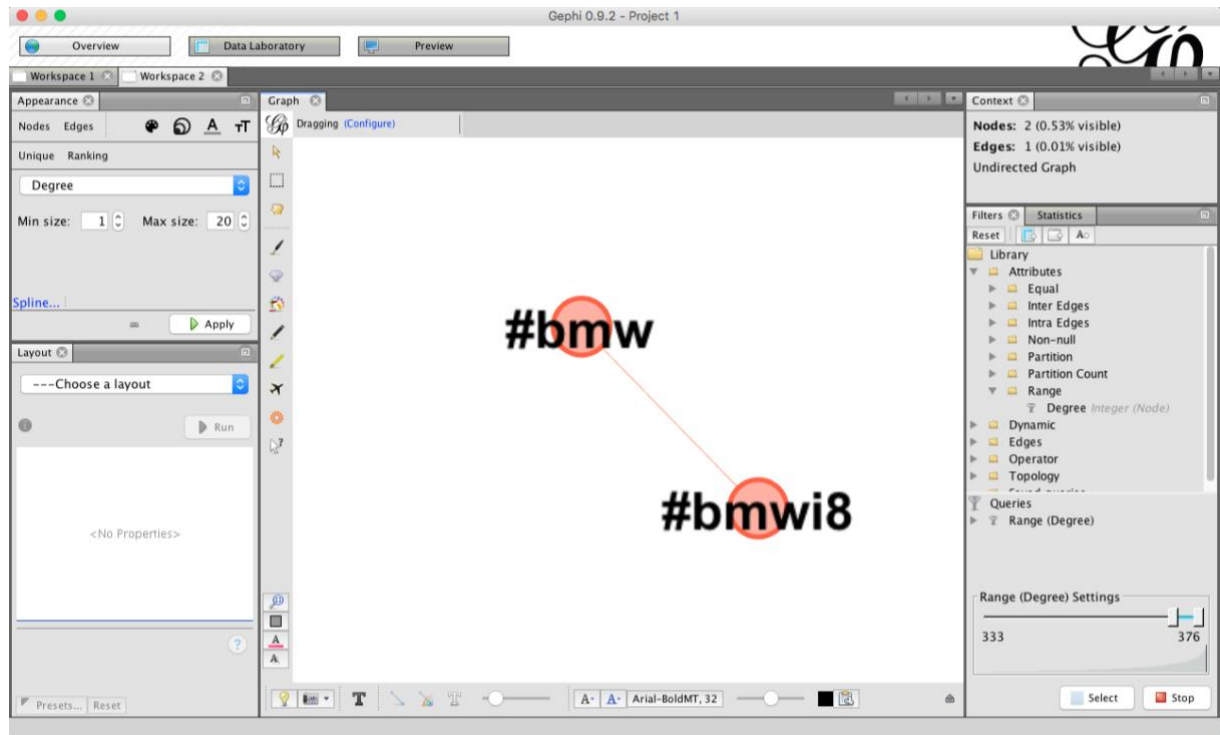 Gephi 0.9.2 - Project 1
Overview
Data Laboratory
Preview
Workspace 1
Workspace 2
Appearance
Nodes Edges
A
TT
Unique Ranking
Degree
Min size: 1 Max size: 20
Spline...
Apply
Layout
---Choose a layout
Run
<No Properties>
?
Presets... Reset
Graph
Dragging (Configure)
#bmw
#bmwi8
T
A- A- Arial-BoldMT, 32
Context
Nodes: 2 (0.53% visible)
Edges: 1 (0.01% visible)
Undirected Graph
Filters Statistics
Reset
Library
Attributes
Equal
Inter Edges
Intra Edges
Non-null
Partition
Partition Count
Range
Degree Integer (Node)
Dynamic
Edges
Operator
Topology
Queries
Range (Degree)
Range (Degree) Settings
333 376
Select Stop